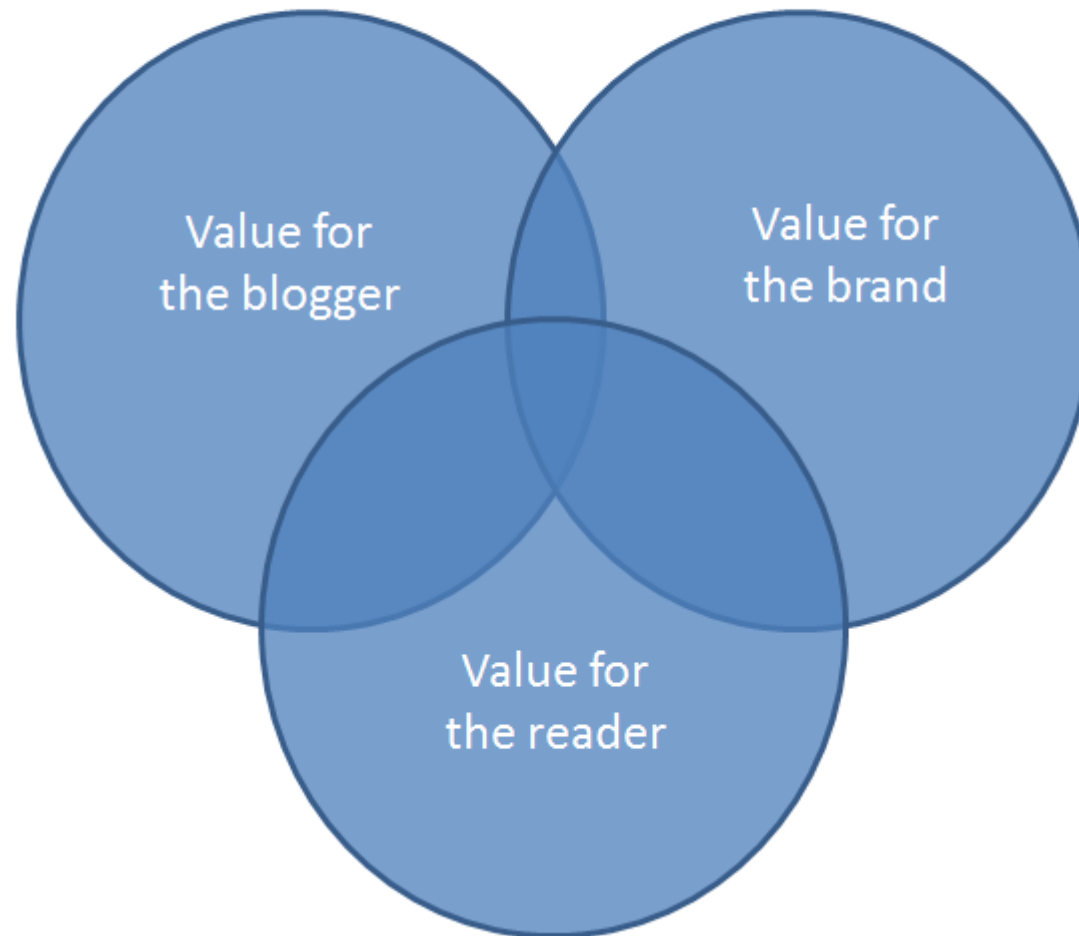 Value for
the blogger
Value for
the brand
Value for
the reader